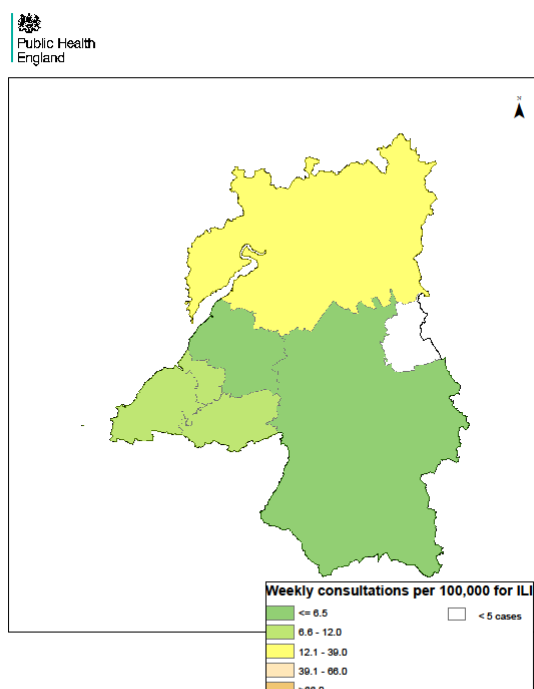 Public Health
England
N
Weekly consultations per 100,000 for ILI
<= 6.5
< 5 cases
6.6 - 12.0
12.1 - 39.0
39.1 - 66.0